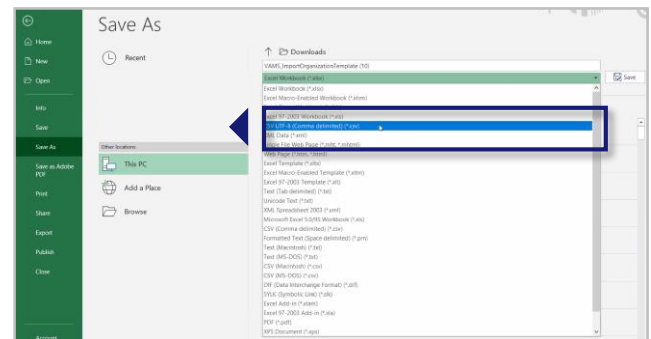 Save As
Home
New
Open
Info
Save
Save As
Save as Adobe
PDF
Print
Share
Export
Publish
Close
Account
Recent
Other locations
This PC
Add a Place
Browse
Downloads
VAMS_ImportOrganizationTemplate (10)
Excel Workbook (*.xlsx)
Save
Excel Workbook (*.xlsx)
Excel Macro-Enabled Workbook (*.xlsm)
Excel 97-2003 Workbook (*.xls)
CSV UTF-8 (Comma delimited) (*.csv)
XML Data (*.xml)
Single File Web Page (*.mht, *.mhtml)
Web Page (*.htm, *.html)
Excel Template (*.xltx)
Excel Macro-Enabled Template (*.xltm)
Excel 97-2003 Template (*.xlt)
Text (Tab delimited) (*.txt)
Unicode Text (*.txt)
XML Spreadsheet 2003 (*.xml)
Microsoft Excel 5.0/95 Workbook (*.xls)
CSV (Comma delimited) (*.csv)
Formatted Text (Space delimited) (*.prn)
Text (Macintosh) (*.txt)
Text (MS-DOS) (*.txt)
CSV (Macintosh) (*.csv)
CSV (MS-DOS) (*.csv)
DIF (Data Interchange Format) (*.dif)
SYLK (Symbolic Link) (*.slk)
Excel Add-in (*.xlam)
Excel 97-2003 Add-in (*.xla)
PDF (*.pdf)
XPS Document (*.xps)